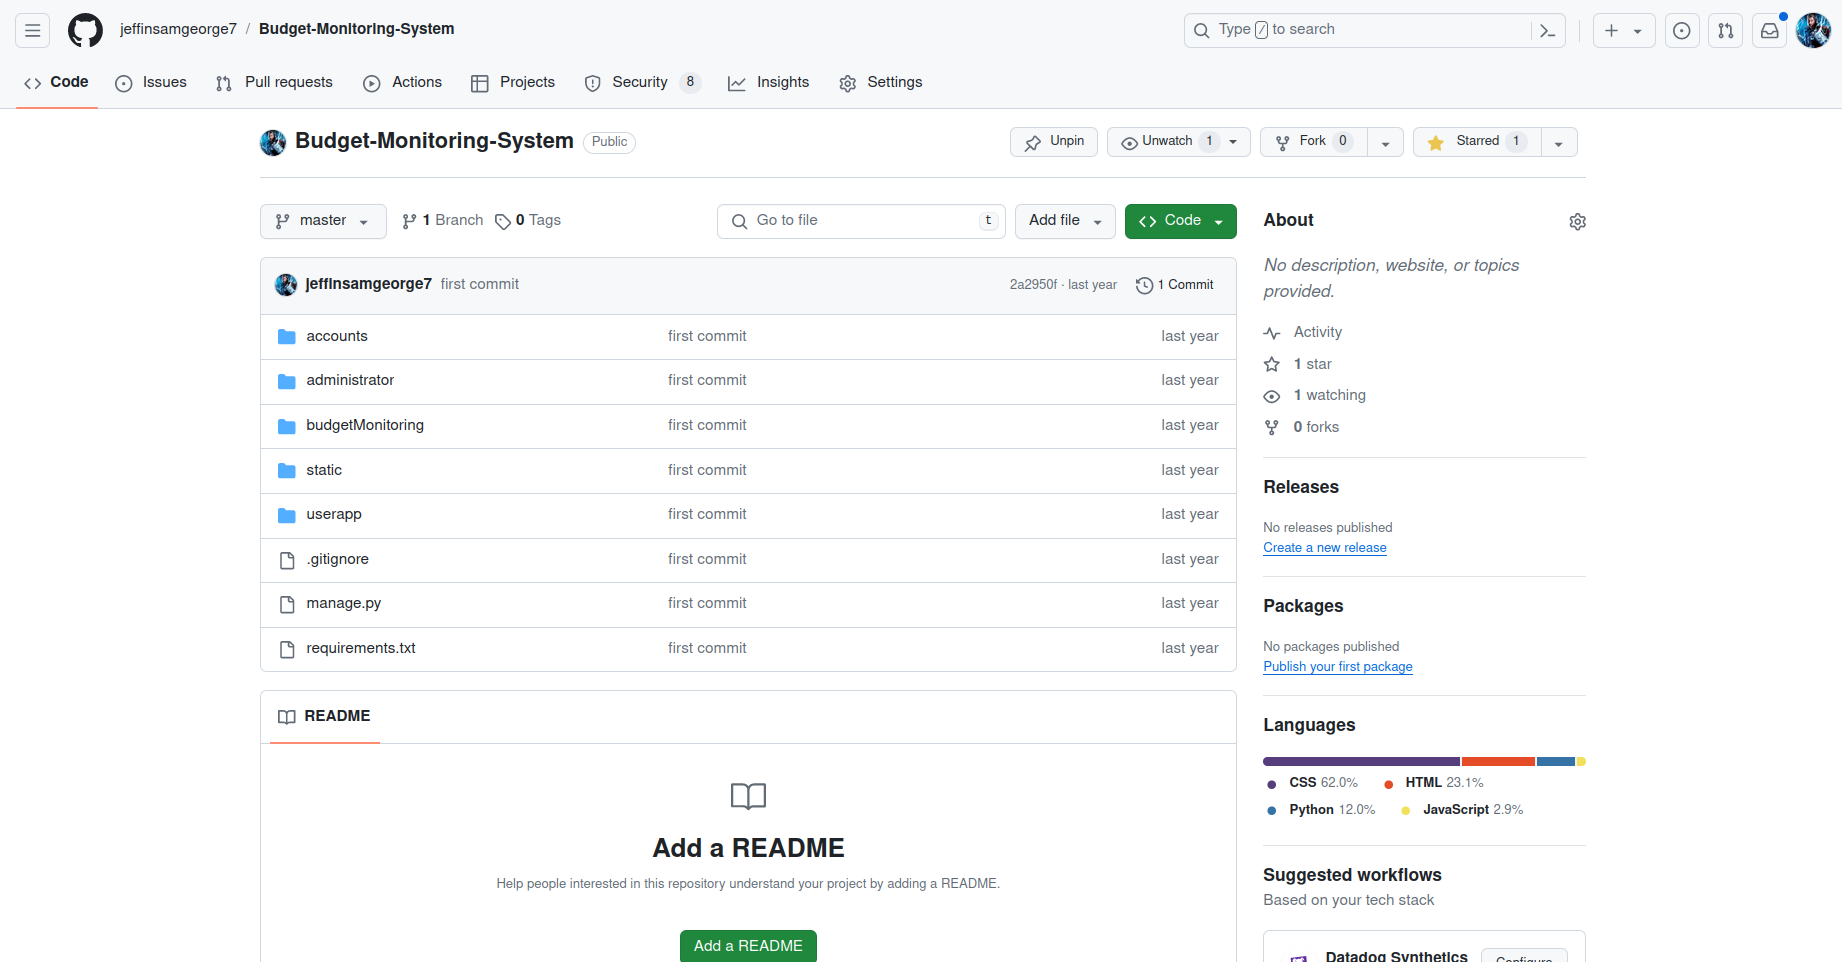 jeffinsamgeorge7 / Budget-Monitoring-System
Type / to search
Code Issues Pull requests Actions Projects Security 8 Insights Settings
Budget-Monitoring-System Public
Unpin Unwatch 1 Fork 0 Starred 1
master 1 Branch 0 Tags
Go to file t Add file Code
jeffinsamgeorge7 first commit 2a2950f · last year 1 Commit
accounts first commit last year
administrator first commit last year
budgetMonitoring first commit last year
static first commit last year
userapp first commit last year
.gitignore first commit last year
manage.py first commit last year
requirements.txt first commit last year
README
Add a README
Help people interested in this repository understand your project by adding a README.
Add a README
About
No description, website, or topics
provided.
Activity
1 star
1 watching
0 forks
Releases
No releases published
Create a new release
Packages
No packages published
Publish your first package
Languages
CSS 62.0% HTML 23.1%
Python 12.0% JavaScript 2.9%
Suggested workflows
Based on your tech stack
Datadog Synthetics Configure